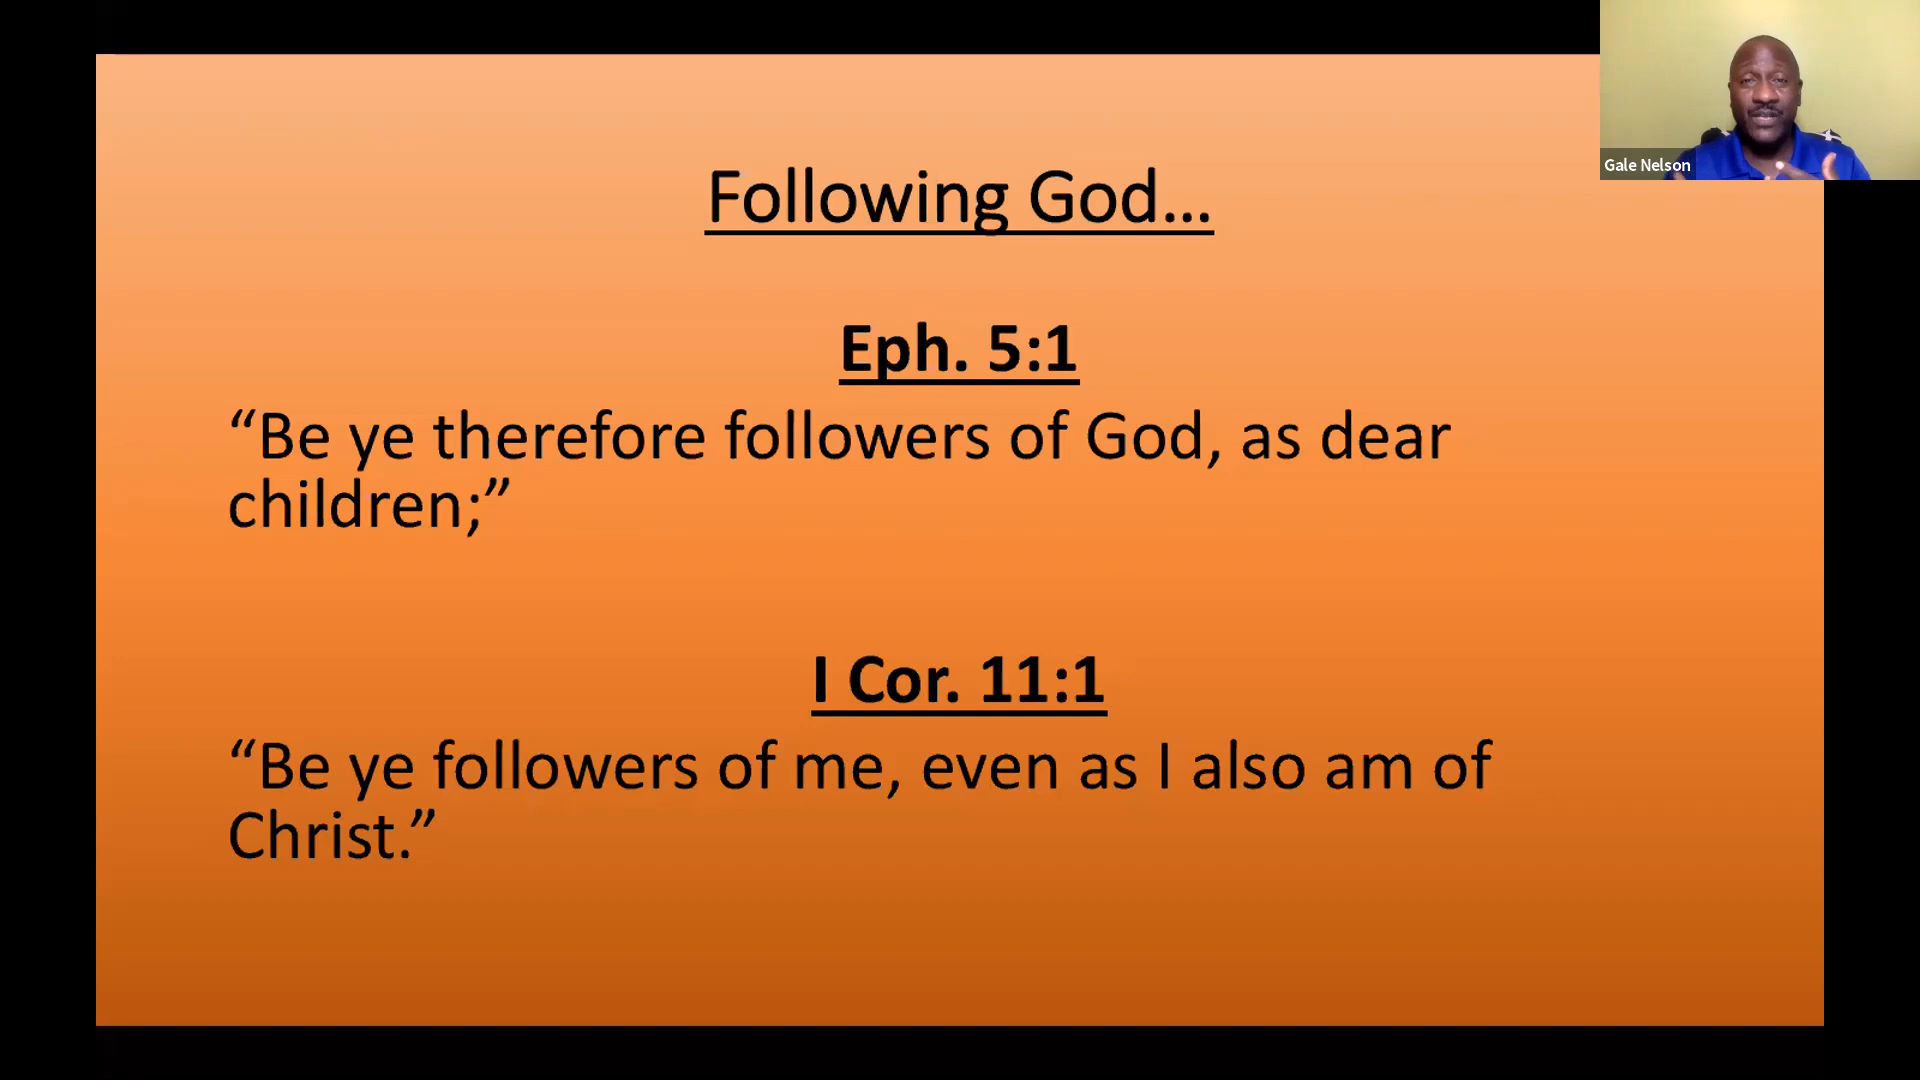 Following God...
Eph. 5:1
“Be ye therefore followers of God, as dear
children;”
I Cor. 11:1
“Be ye followers of me, even as I also am of
Christ.”
Gale Nelson